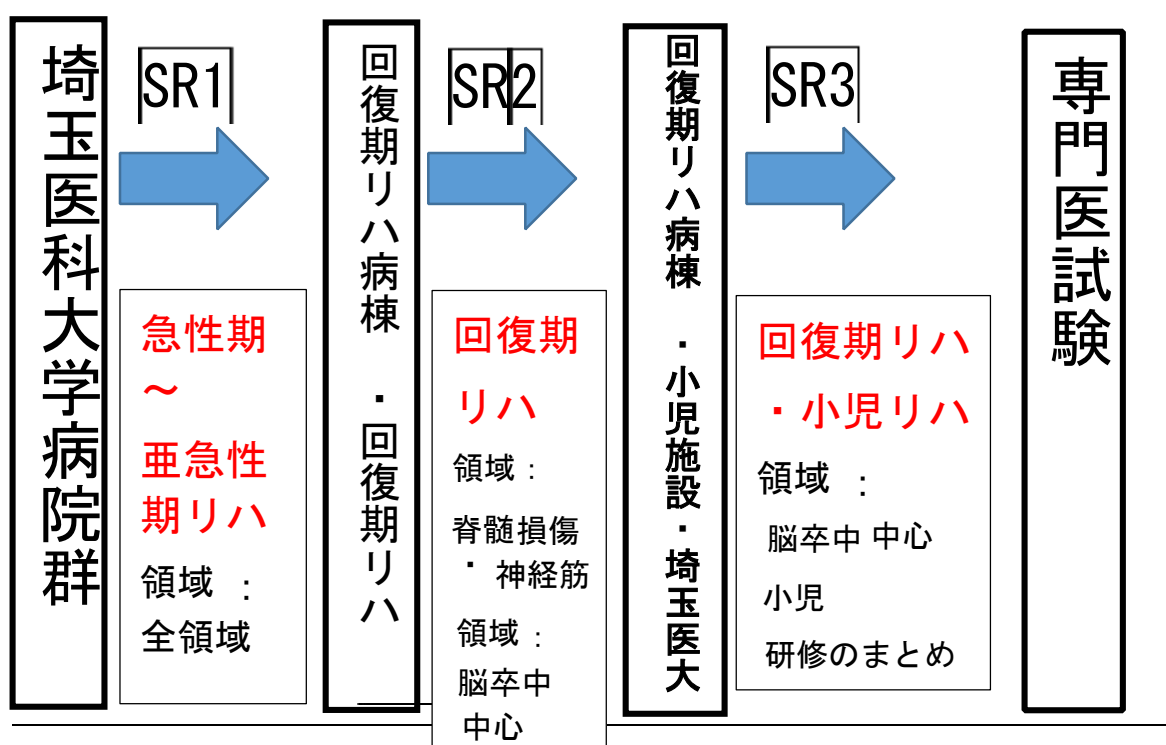 埼玉医科大学病院群
SR1
急性期
～
亜急性
期リハ
領域：
全領域
回復期リハ病棟・回復期リハ
SR2
回復期
リハ
領域：
脊髄損傷
・神経筋
領域：
脳卒中
中心
回復期リハ病棟・小児施設・埼玉医大
SR3
回復期リハ
・小児リハ
領域：
脳卒中中心
小児
研修のまとめ
専門医試験